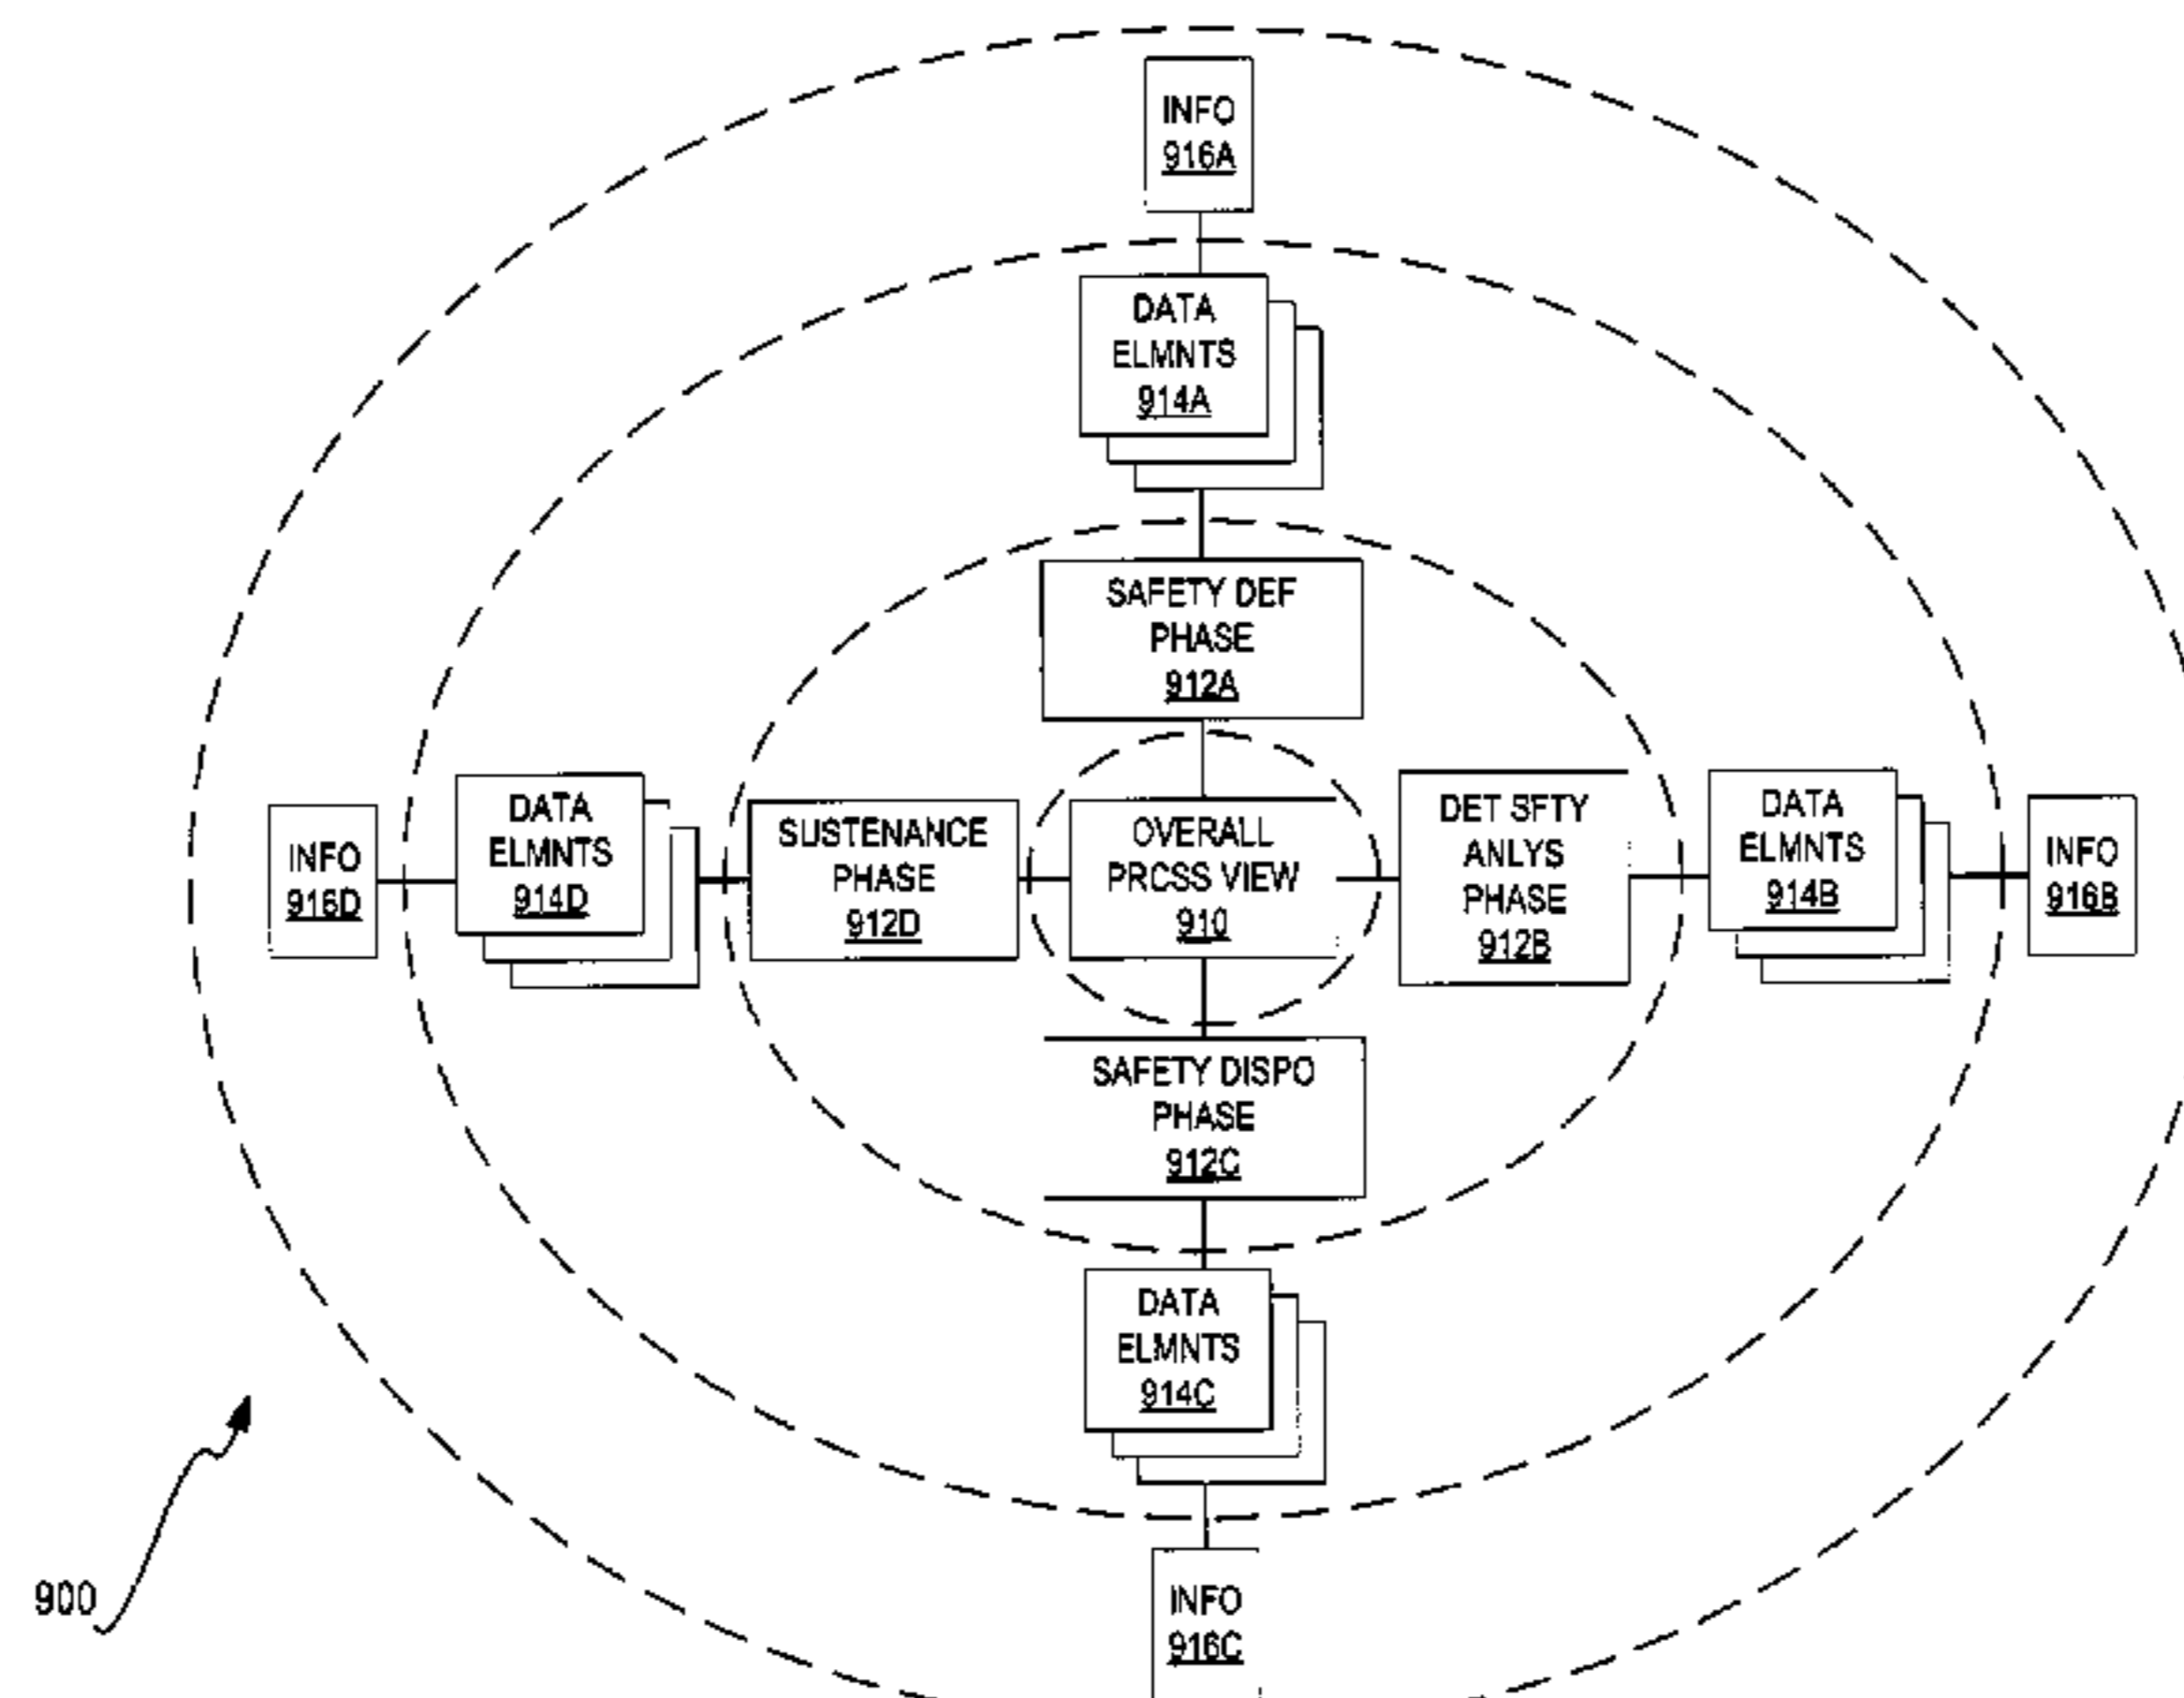 INFO
916A
DATA
ELMNTS
914A
SAFETY DEF
PHASE
912A
INFO
916D
DATA
ELMNTS
914D
SUSTENANCE
PHASE
912D
OVERALL
PRCSS VIEW
910
DET SFTY
ANLYS
PHASE
912B
DATA
ELMNTS
914B
INFO
916B
SAFETY DISPO
PHASE
912C
DATA
ELMNTS
914C
INFO
916C
900